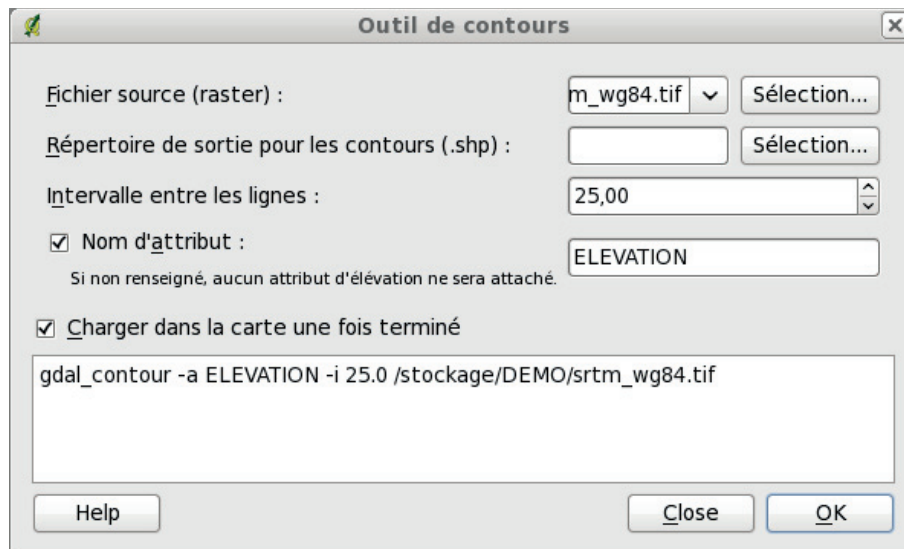 Outil de contours
Fichier source (raster) : m_wg84.tif Sélection...
Répertoire de sortie pour les contours (.shp) : Sélection...
Intervalle entre les lignes : 25,00
Nom d'attribut : ELEVATION
Si non renseigné, aucun attribut d'élévation ne sera attaché.
Charger dans la carte une fois terminé
gdal_contour -a ELEVATION -i 25.0 /stockage/DEMO/srtm_wg84.tif
Help Close OK